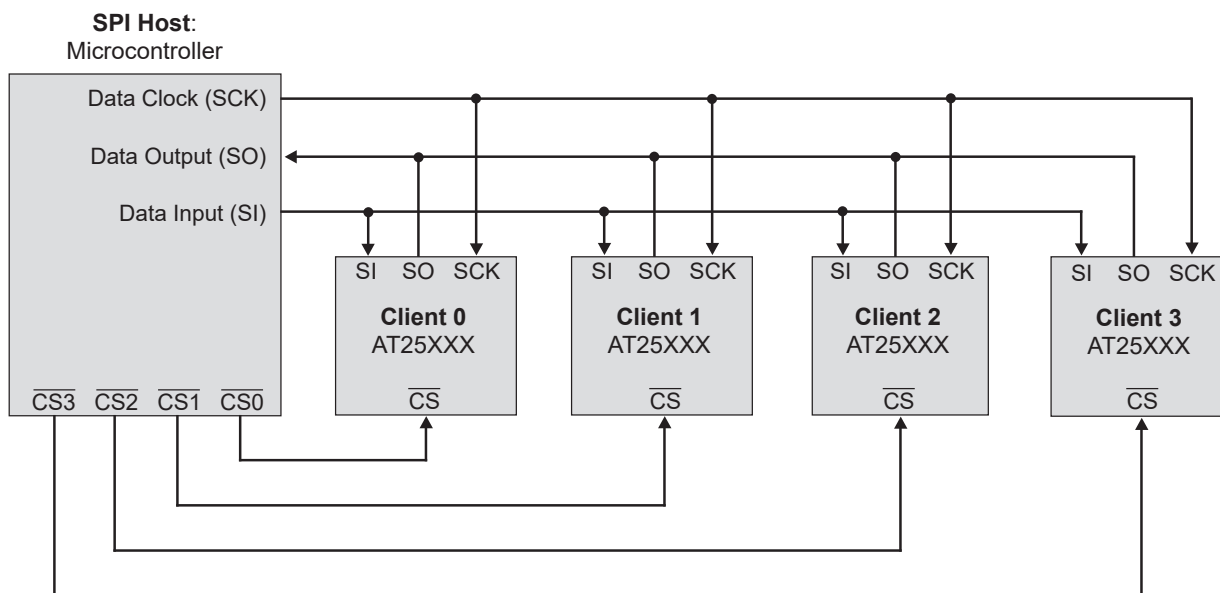 SPI Host:
Microcontroller
Data Clock (SCK)
Data Output (SO)
Data Input (SI)
CS3 CS2 CS1 CS0
SI SO SCK
Client 0
AT25XXX
CS
SI SO SCK
Client 1
AT25XXX
CS
SI SO SCK
Client 2
AT25XXX
CS
SI SO SCK
Client 3
AT25XXX
CS